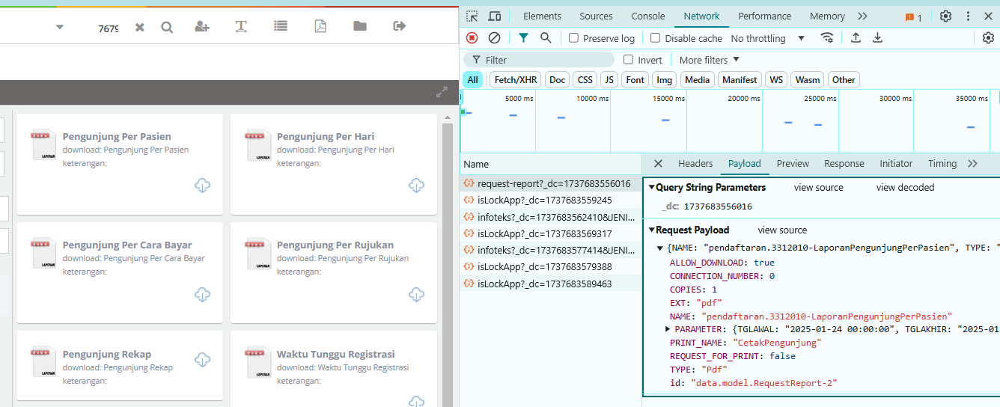 7679
Elements Sources Console Network Performance Memory 1
Preserve log Disable cache No throttling
Filter Invert More filters
All Fetch/XHR Doc CSS JS Font Img Media Manifest WS Wasm Other
5000 ms 10000 ms 15000 ms 20000 ms 25000 ms 30000 ms 35000 ms
Pengunjung Per Pasien
download: Pengunjung Per Pasien
keterangan:
LAPORAN
Pengunjung Per Hari
download: Pengunjung Per Hari
keterangan:
LAPORAN
Pengunjung Per Cara Bayar
download: Pengunjung Per Cara Bayar
keterangan:
LAPORAN
Pengunjung Per Rujukan
download: Pengunjung Per Rujukan
keterangan:
LAPORAN
Pengunjung Rekap
download: Pengunjung Rekap
keterangan:
LAPORAN
Waktu Tunggu Registrasi
download: Waktu Tunggu Registrasi
keterangan:
LAPORAN
Name
request-report?_dc=1737683556016
isLockApp?_dc=1737683559245
infoteks?_dc=1737683562410&JENI...
isLockApp?_dc=1737683569317
infoteks?_dc=1737683577414&JENI...
isLockApp?_dc=1737683579388
isLockApp?_dc=1737683589463
Headers Payload Preview Response Initiator Timing
Query String Parameters view source view decoded
_dc: 1737683556016
Request Payload view source
{NAME: "pendaftaran.3312010-LaporanPengunjungPerPasien", TYPE: "
ALLOW_DOWNLOAD: true
CONNECTION_NUMBER: 0
COPIES: 1
EXT: "pdf"
NAME: "pendaftaran.3312010-LaporanPengunjungPerPasien"
PARAMETER: {TGLAWAL: "2025-01-24 00:00:00", TGLAKHIR: "2025-01
PRINT_NAME: "CetakPengunjung"
REQUEST_FOR_PRINT: false
TYPE: "Pdf"
id: "data.model.RequestReport-2"